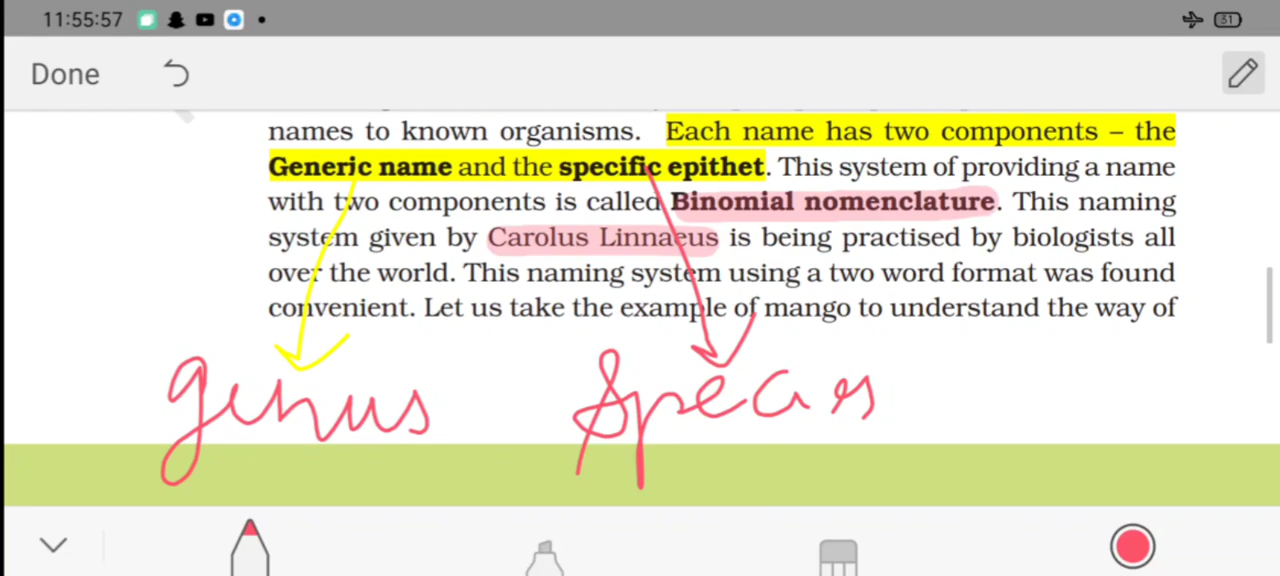 11:55:57
31
Done
names to known organisms. Each name has two components – the
Generic name and the specific epithet. This system of providing a name
with two components is called Binomial nomenclature. This naming
system given by Carolus Linnaeus is being practised by biologists all
over the world. This naming system using a two word format was found
convenient. Let us take the example of mango to understand the way of
genus species